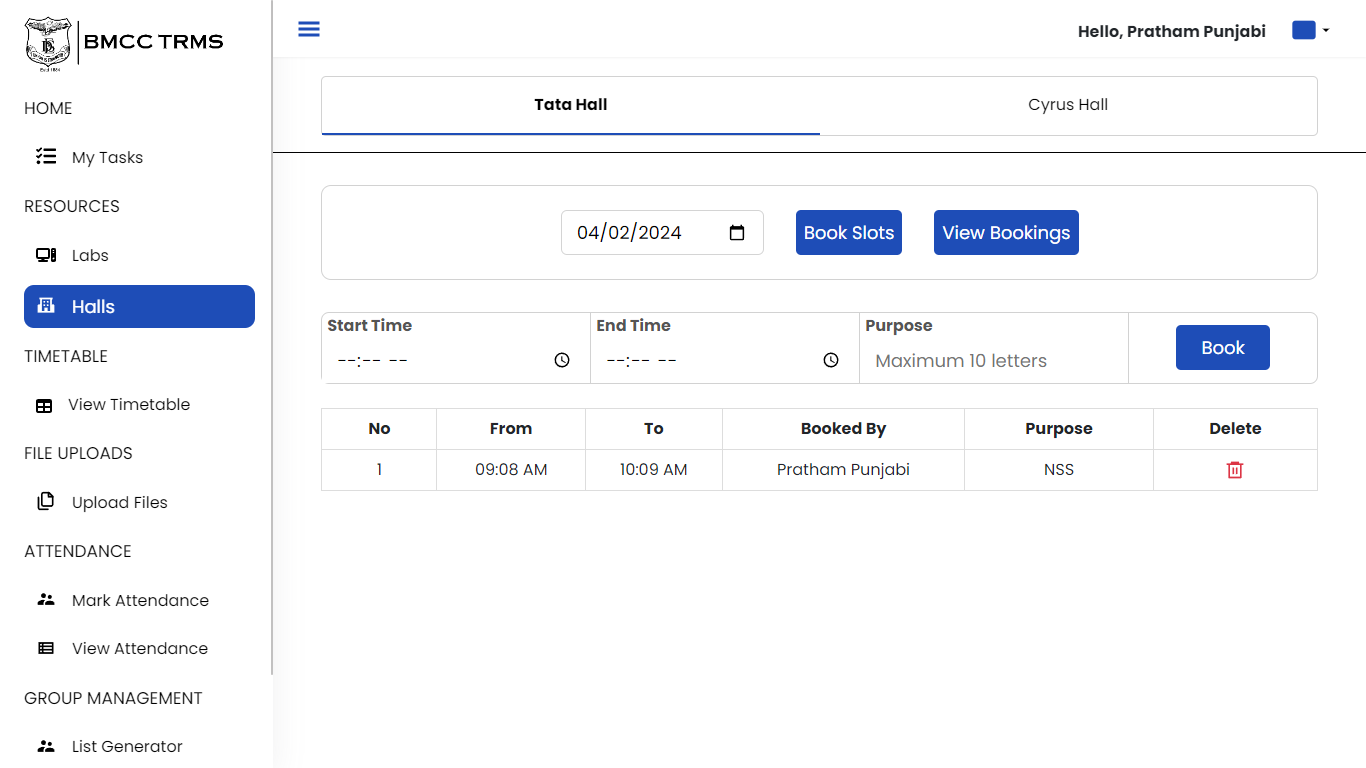 BMCC TRMS
Hello, Pratham Punjabi
HOME
My Tasks
RESOURCES
Labs
Halls
TIMETABLE
View Timetable
FILE UPLOADS
Upload Files
ATTENDANCE
Mark Attendance
View Attendance
GROUP MANAGEMENT
List Generator
Tata Hall Cyrus Hall
04/02/2024 Book Slots View Bookings
Start Time End Time Purpose
--:-- -- --:-- -- Maximum 10 letters Book
No From To Booked By Purpose Delete
1 09:08 AM 10:09 AM Pratham Punjabi NSS